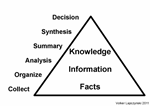 Decision
Synthesis
Summary
Knowledge
Analysis
Information
Organize
Facts
Collect